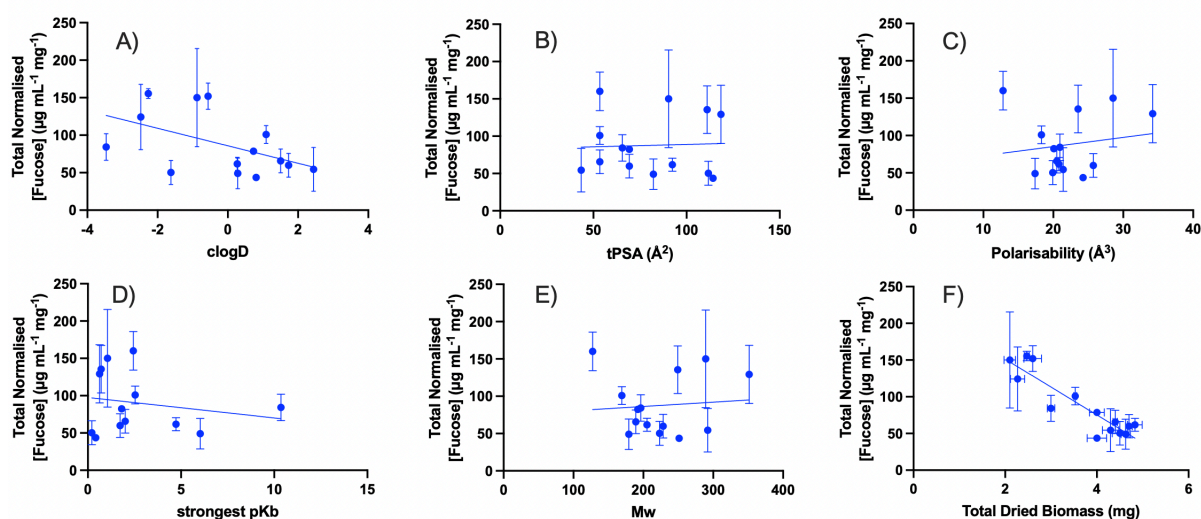 A)
Total Normalised
[Fucose] (µg mL⁻¹ mg⁻¹)
250
200
150
100
50
0
-4 -2 0 2 4
clogD
B)
Total Normalised
[Fucose] (µg mL⁻¹ mg⁻¹)
250
200
150
100
50
0
0 50 100 150
tPSA (Å²)
C)
Total Normalised
[Fucose] (µg mL⁻¹ mg⁻¹)
250
200
150
100
50
0
0 10 20 30 40
Polarisability (Å³)
D)
Total Normalised
[Fucose] (µg mL⁻¹ mg⁻¹)
250
200
150
100
50
0
0 5 10 15
strongest pKb
E)
Total Normalised
[Fucose] (µg mL⁻¹ mg⁻¹)
250
200
150
100
50
0
0 100 200 300 400
Mw
F)
Total Normalised
[Fucose] (µg mL⁻¹ mg⁻¹)
250
200
150
100
50
0
0 2 4 6
Total Dried Biomass (mg)